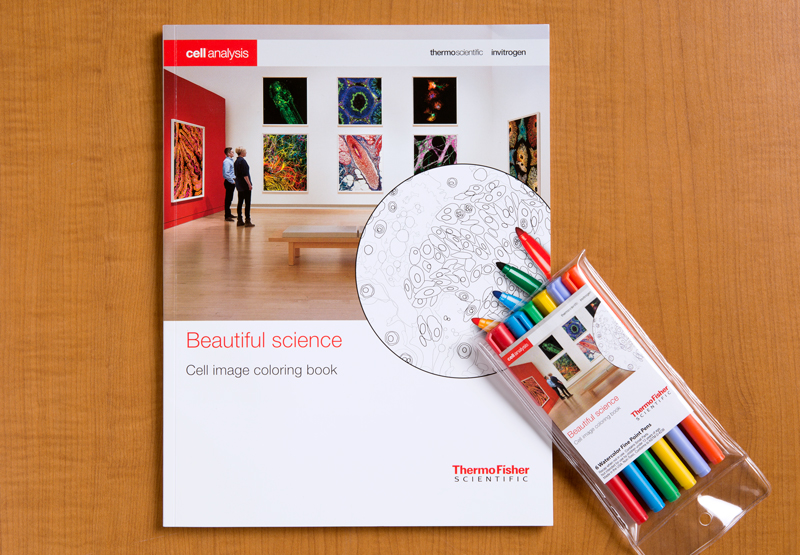 cell analysis
thermo scientific invitrogen
Beautiful science
Cell image coloring book
ThermoFisher
SCIENTIFIC
cell analysis
Beautiful science
Cell image coloring book
ThermoFisher
SCIENTIFIC
6 Watercolor Fine Point Pens